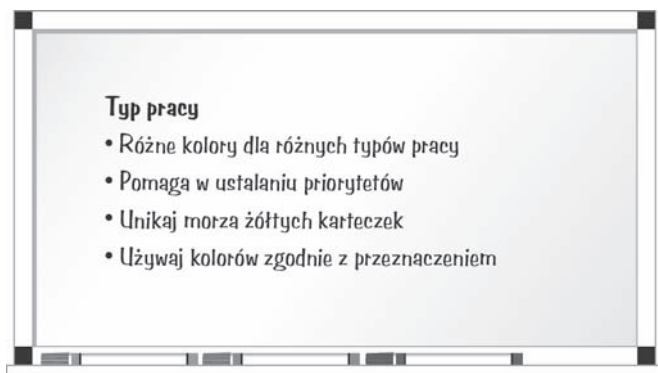 Typ pracy
• Różne kolory dla różnych typów pracy
• Pomaga w ustalaniu priorytetów
• Unikaj morza żółtych karteczek
• Używaj kolorów zgodnie z przeznaczeniem